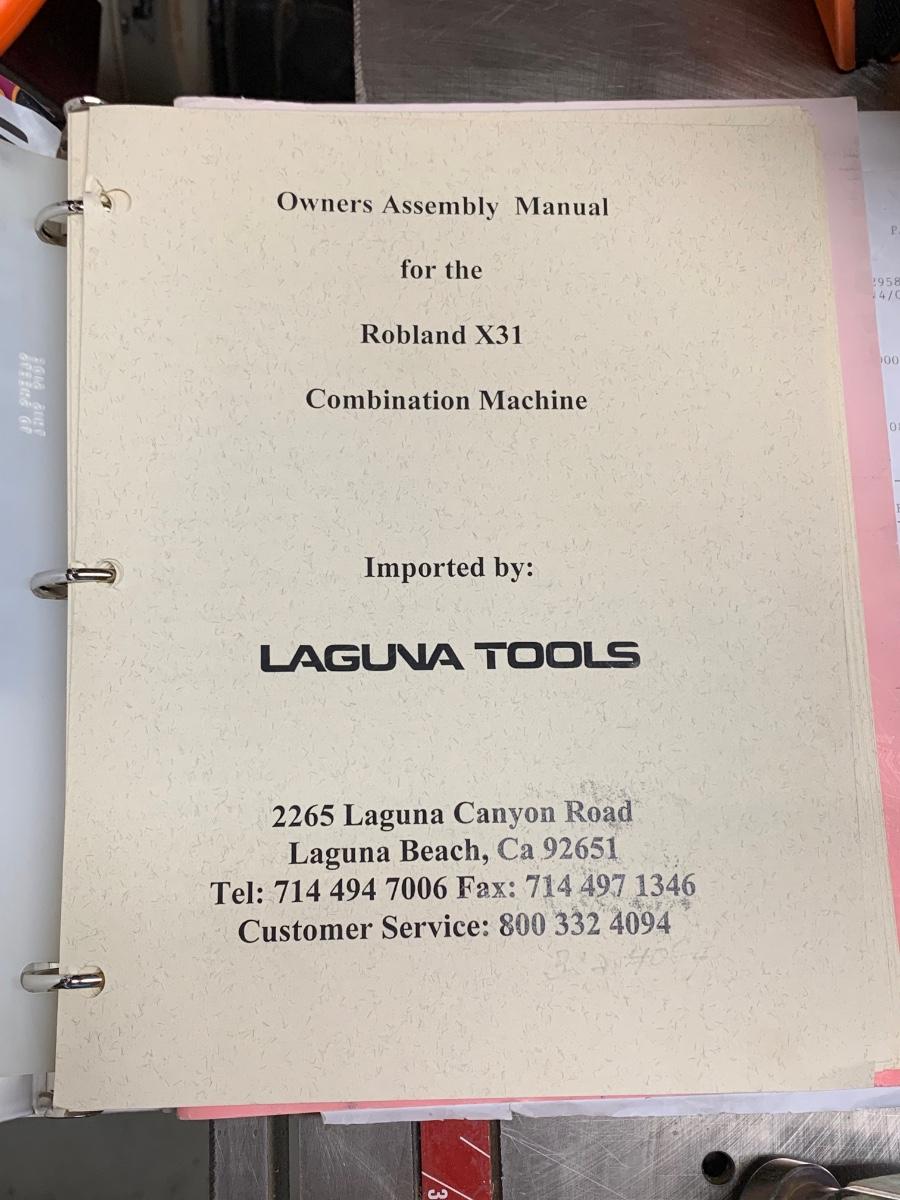 Owners Assembly Manual
for the
Robland X31
Combination Machine
Imported by:
LAGUNA TOOLS
2265 Laguna Canyon Road
Laguna Beach, Ca 92651
Tel: 714 494 7006 Fax: 714 497 1346
Customer Service: 800 332 4094
3